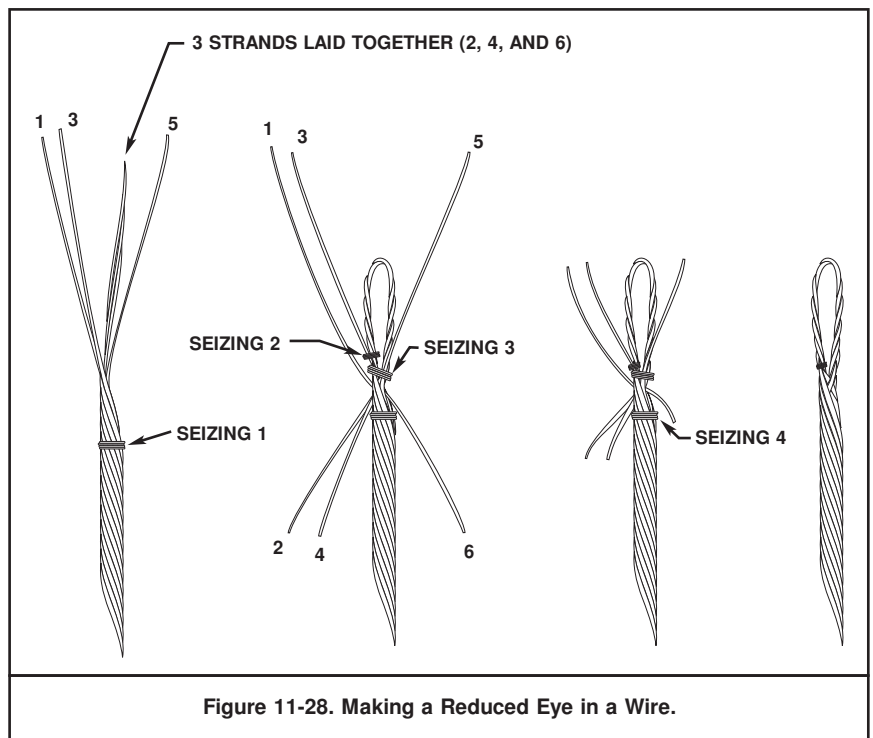 3 STRANDS LAID TOGETHER (2, 4, AND 6)
1
3
5
1
3
5
SEIZING 2
SEIZING 3
SEIZING 1
SEIZING 4
2
4
6
Figure 11-28. Making a Reduced Eye in a Wire.